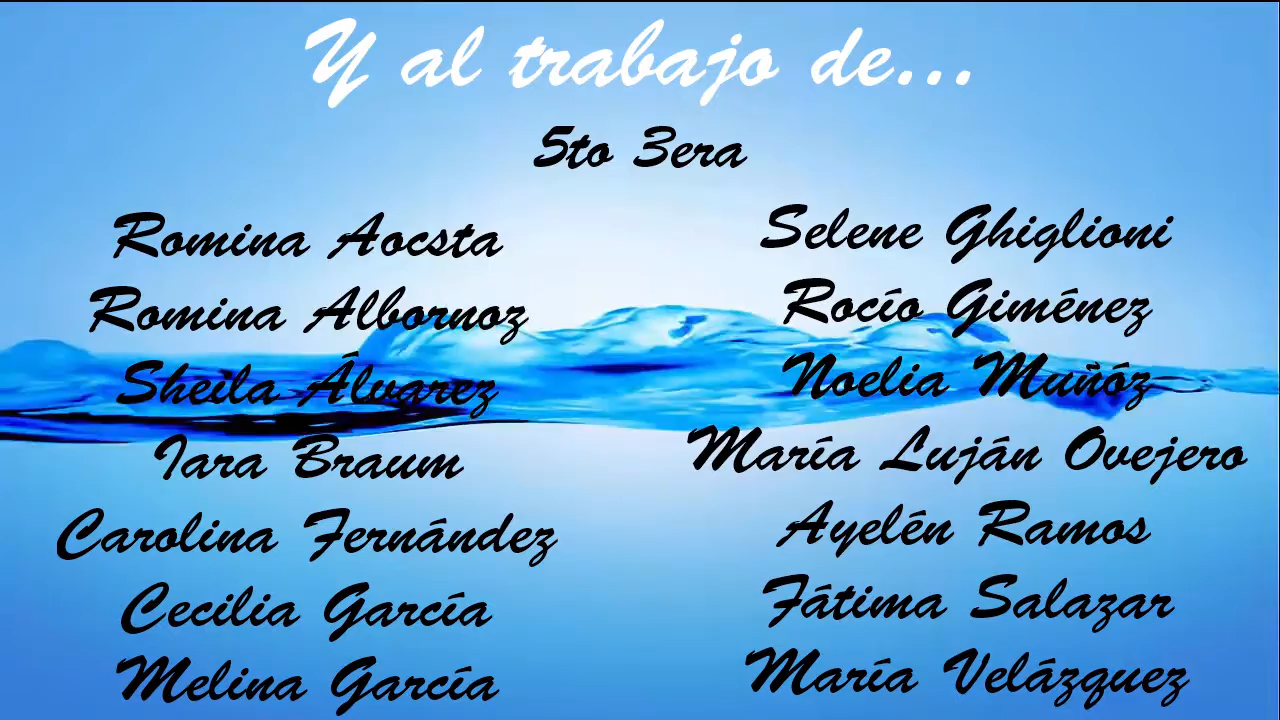 Y al trabajo de...
5to 3era
Romina Aocsta
Romina Albornoz
Sheila Álvarez
Iara Braum
Carolina Fernández
Cecilia García
Melina García
Selene Ghiglioni
Rocío Giménez
Noelia Muñóz
María Luján Ovejero
Ayelén Ramos
Fátima Salazar
María Velázquez